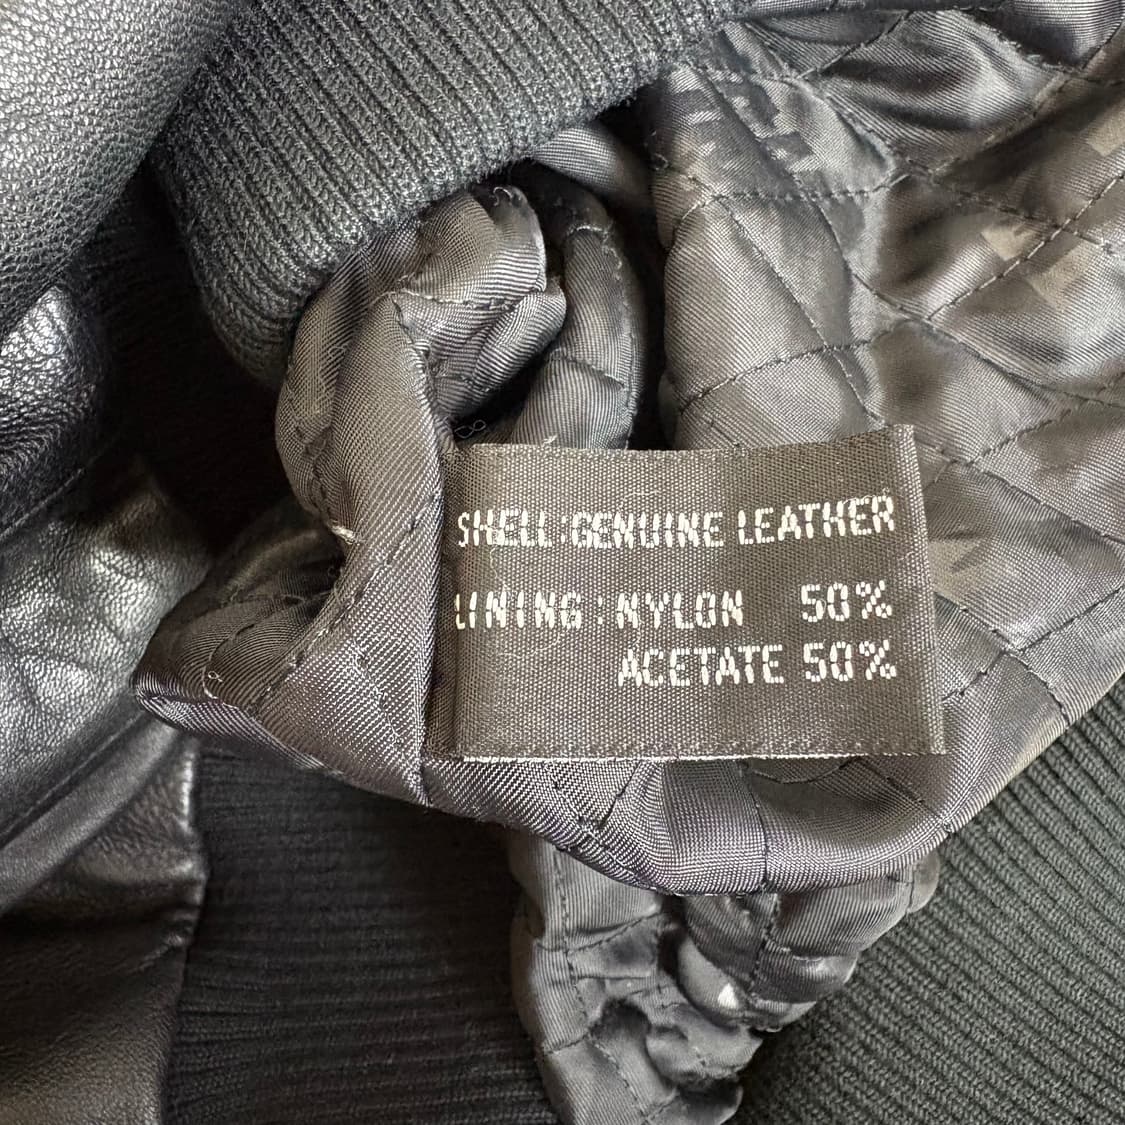 SHELL:GENUINE LEATHER
LINING:NYLON 50%
ACETATE 50%